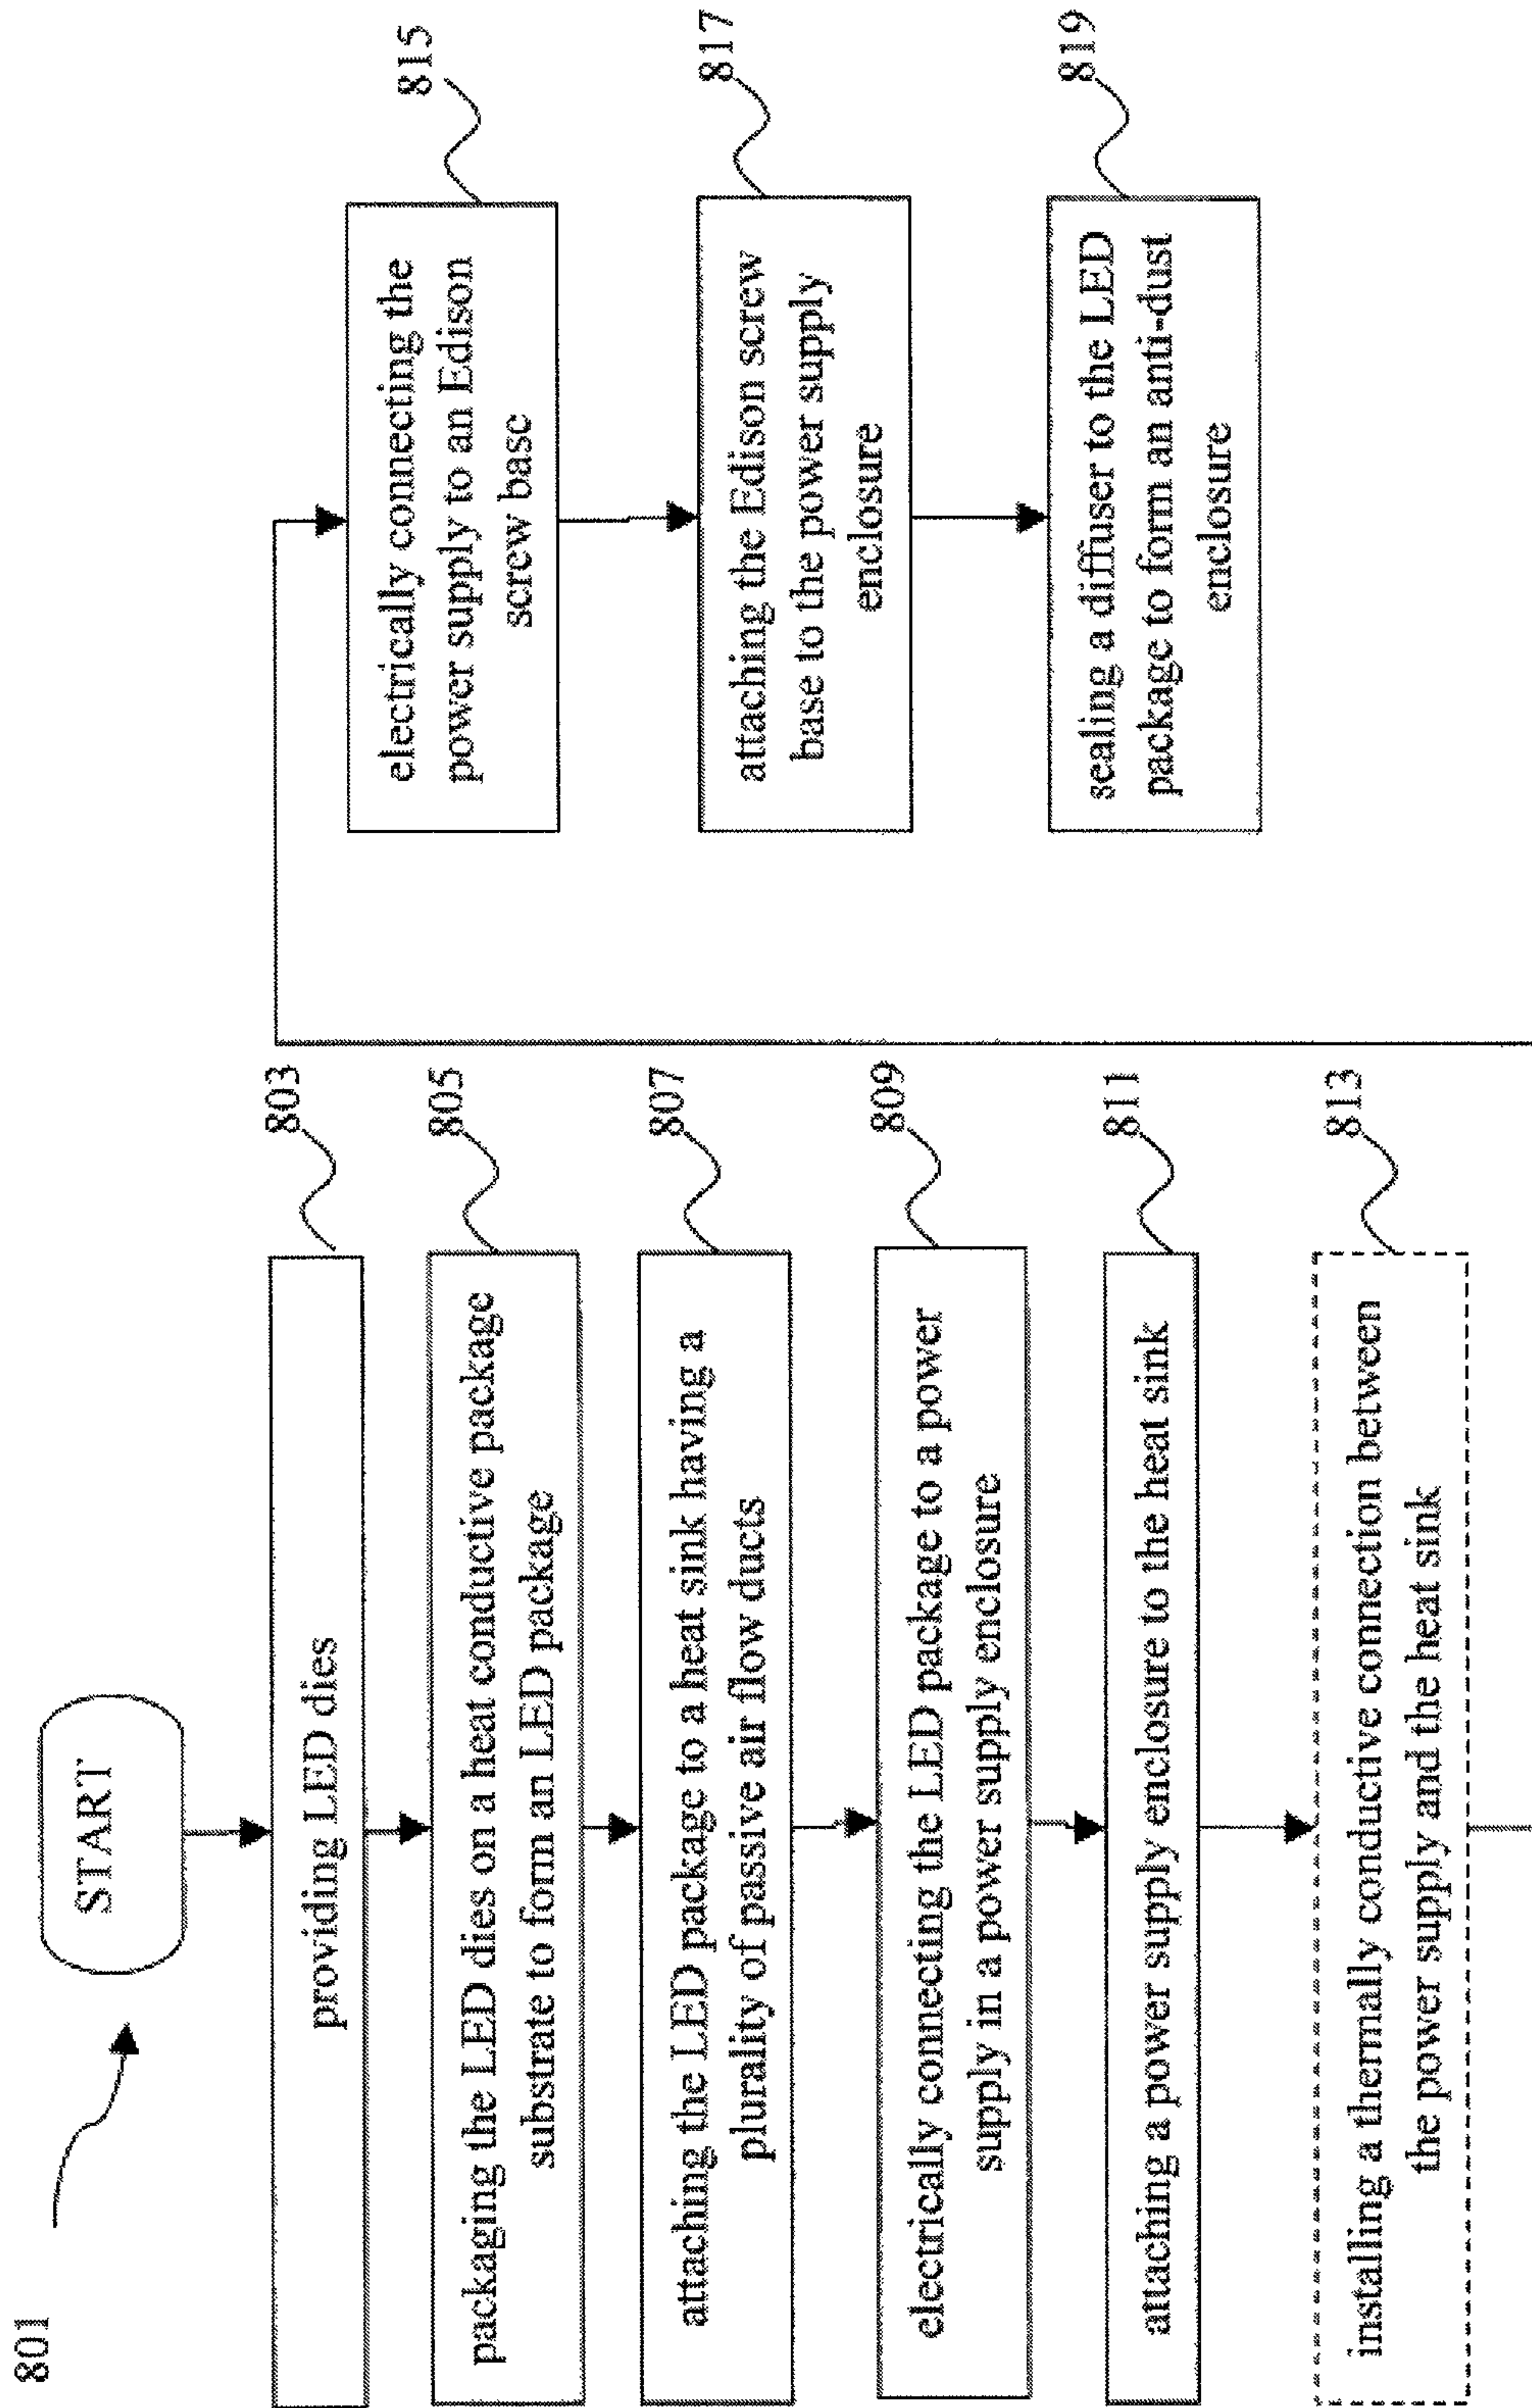 801
START
803
providing LED dies
805
packaging the LED dies on a heat conductive package
substrate to form an LED package
807
attaching the LED package to a heat sink having a
plurality of passive air flow ducts
809
electrically connecting the LED package to a power
supply in a power supply enclosure
811
attaching a power supply enclosure to the heat sink
813
installing a thermally conductive connection between
the power supply and the heat sink
815
electrically connecting the
power supply to an Edison
screw base
817
attaching the Edison screw
base to the power supply
enclosure
819
sealing a diffuser to the LED
package to form an anti-dust
enclosure